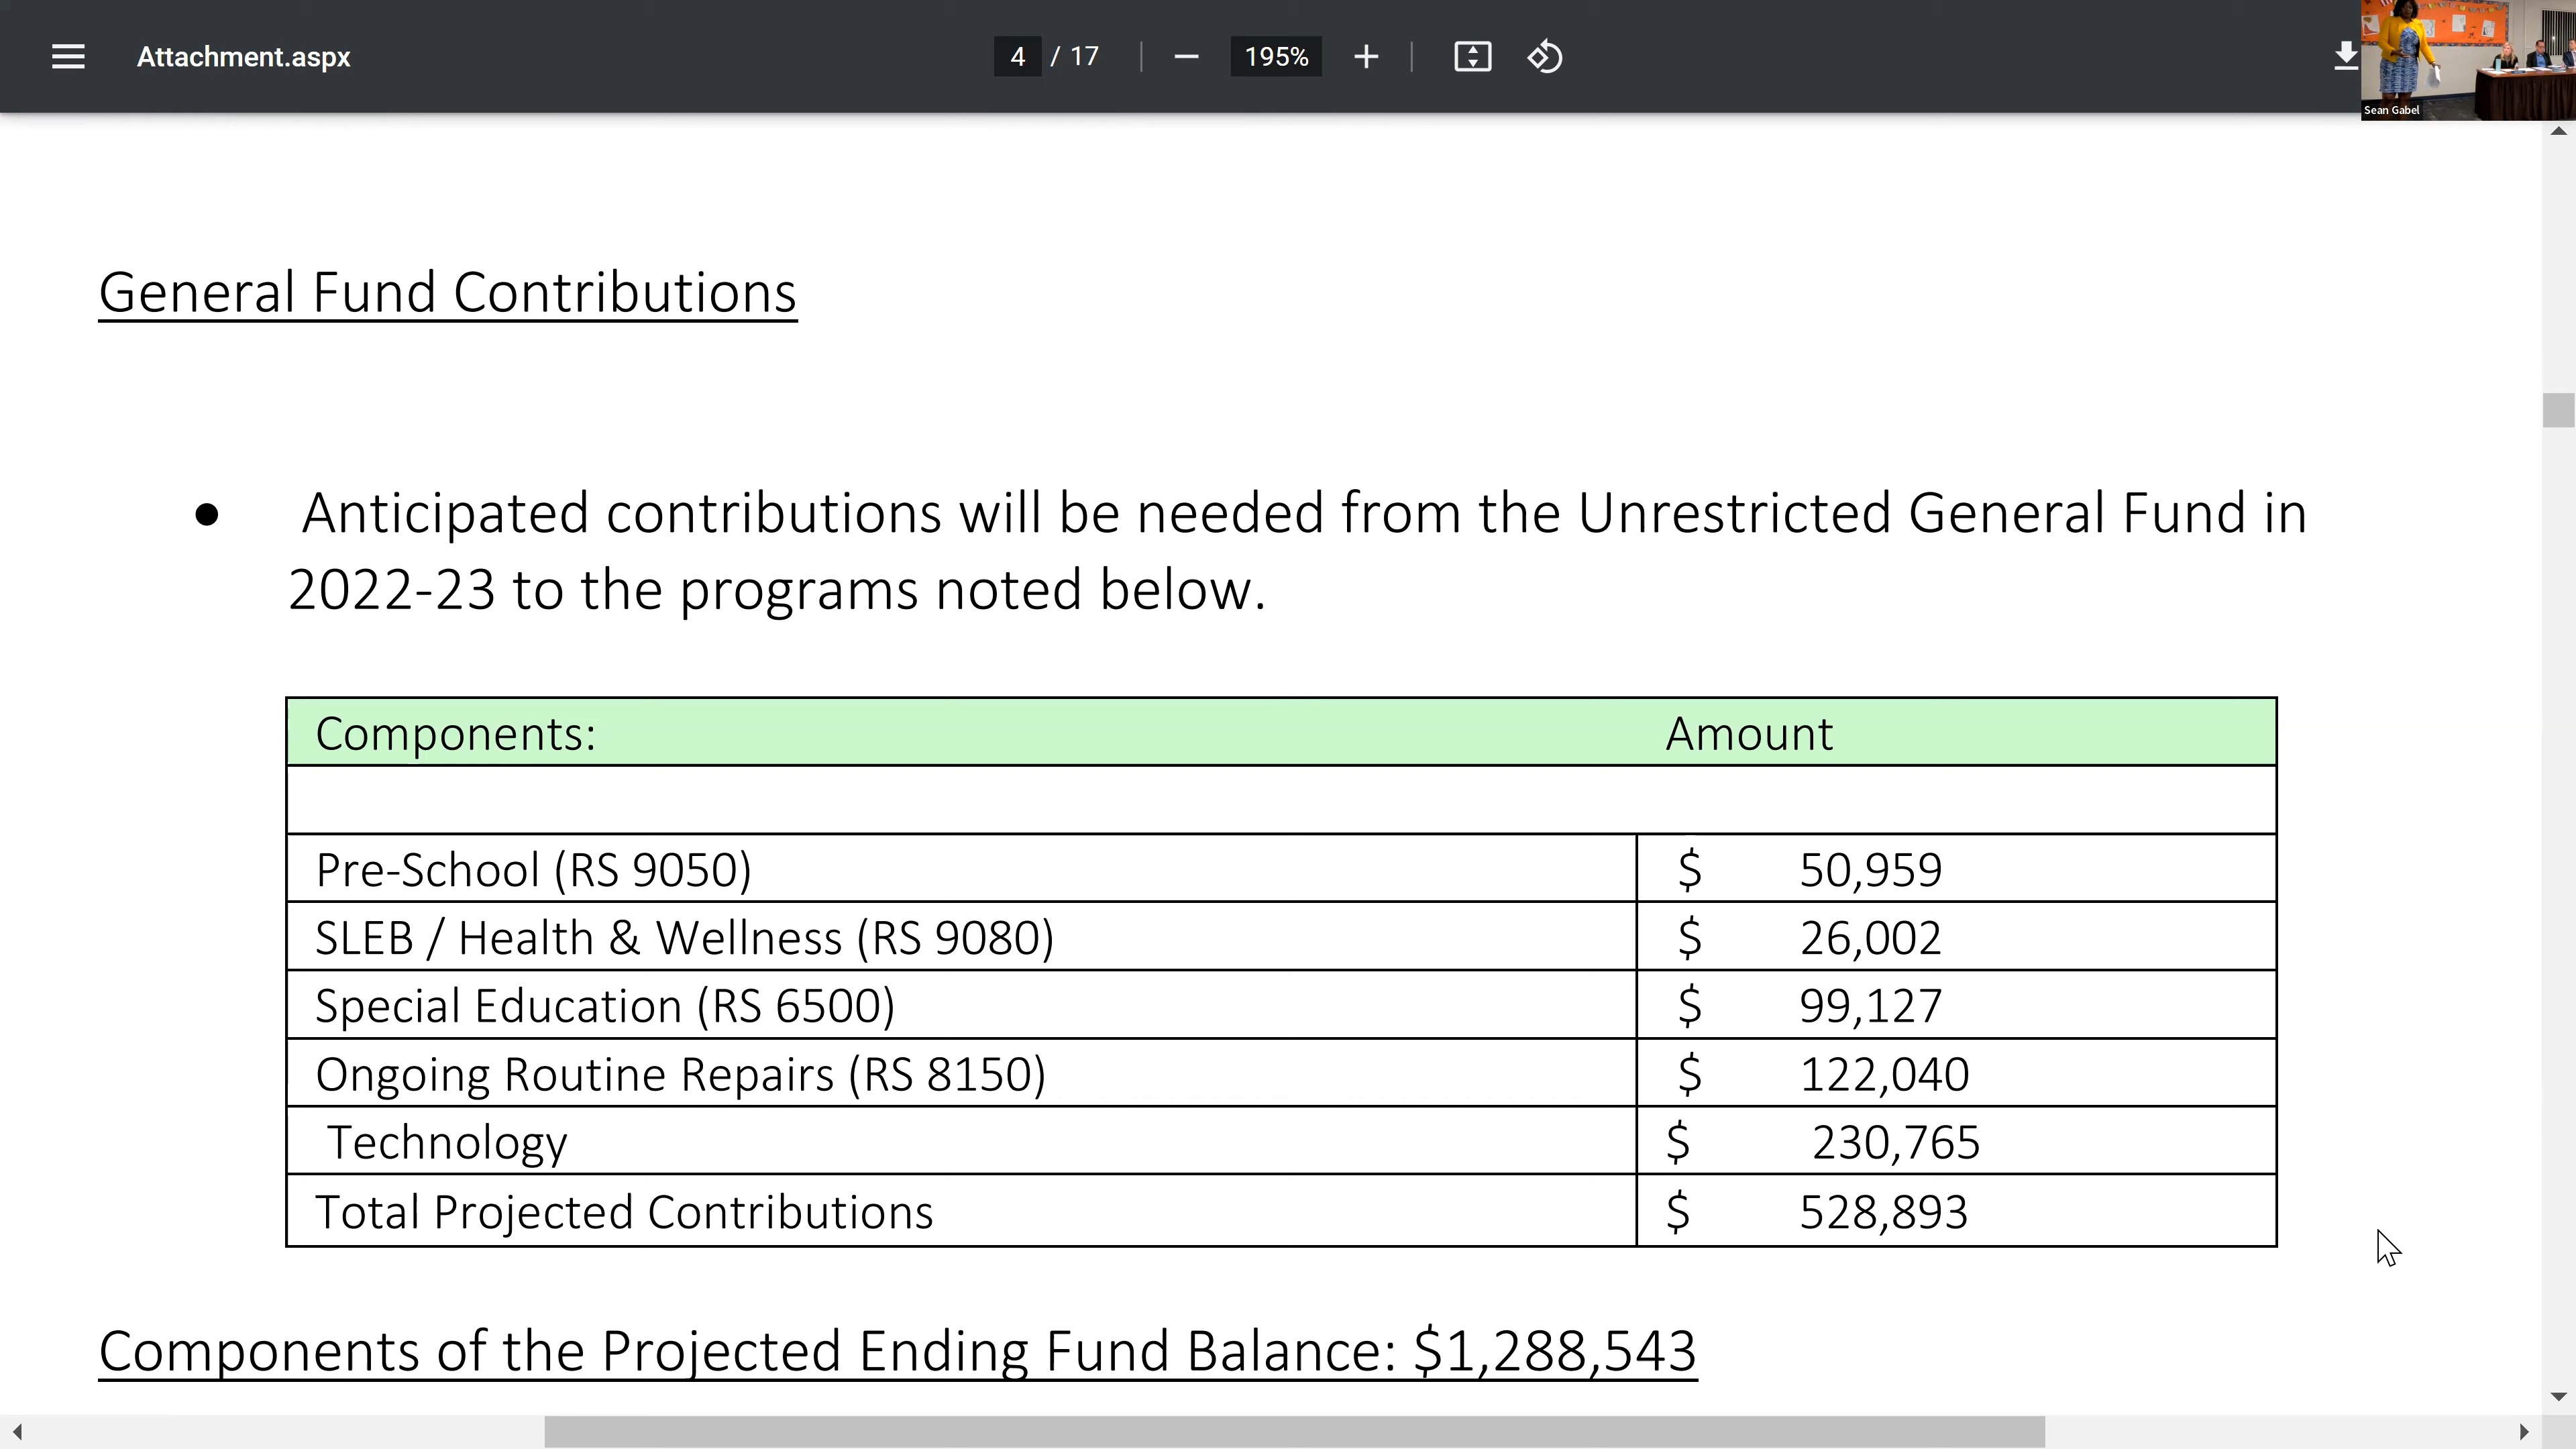 Attachment.aspx
4 / 17
195%
Sean Gabel
General Fund Contributions
● Anticipated contributions will be needed from the Unrestricted General Fund in
2022-23 to the programs noted below.
Components: Amount
Pre-School (RS 9050) $ 50,959
SLEB / Health & Wellness (RS 9080) $ 26,002
Special Education (RS 6500) $ 99,127
Ongoing Routine Repairs (RS 8150) $ 122,040
Technology $ 230,765
Total Projected Contributions $ 528,893
Components of the Projected Ending Fund Balance: $1,288,543